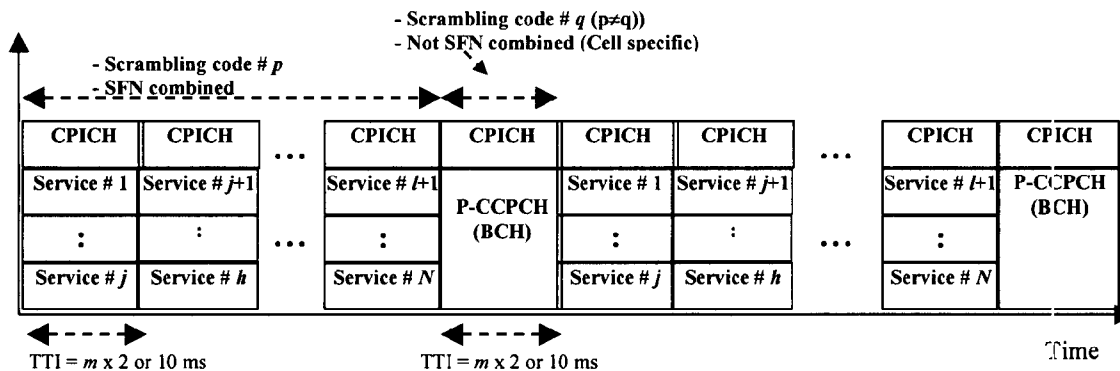 - Scrambling code # q (p≠q))
- Not SFN combined (Cell specific)
- Scrambling code # p
- SFN combined
CPICH CPICH ... CPICH CPICH CPICH CPICH ... CPICH CPICH
Service # 1 Service # j+1 Service # l+1 P-CCPCH (BCH) Service # 1 Service # j+1 Service # l+1 P-CCPCH (BCH)
: : ... : : : ... :
Service # j Service # h Service # N Service # j Service # h Service # N
TTI = m x 2 or 10 ms TTI = m x 2 or 10 ms Time